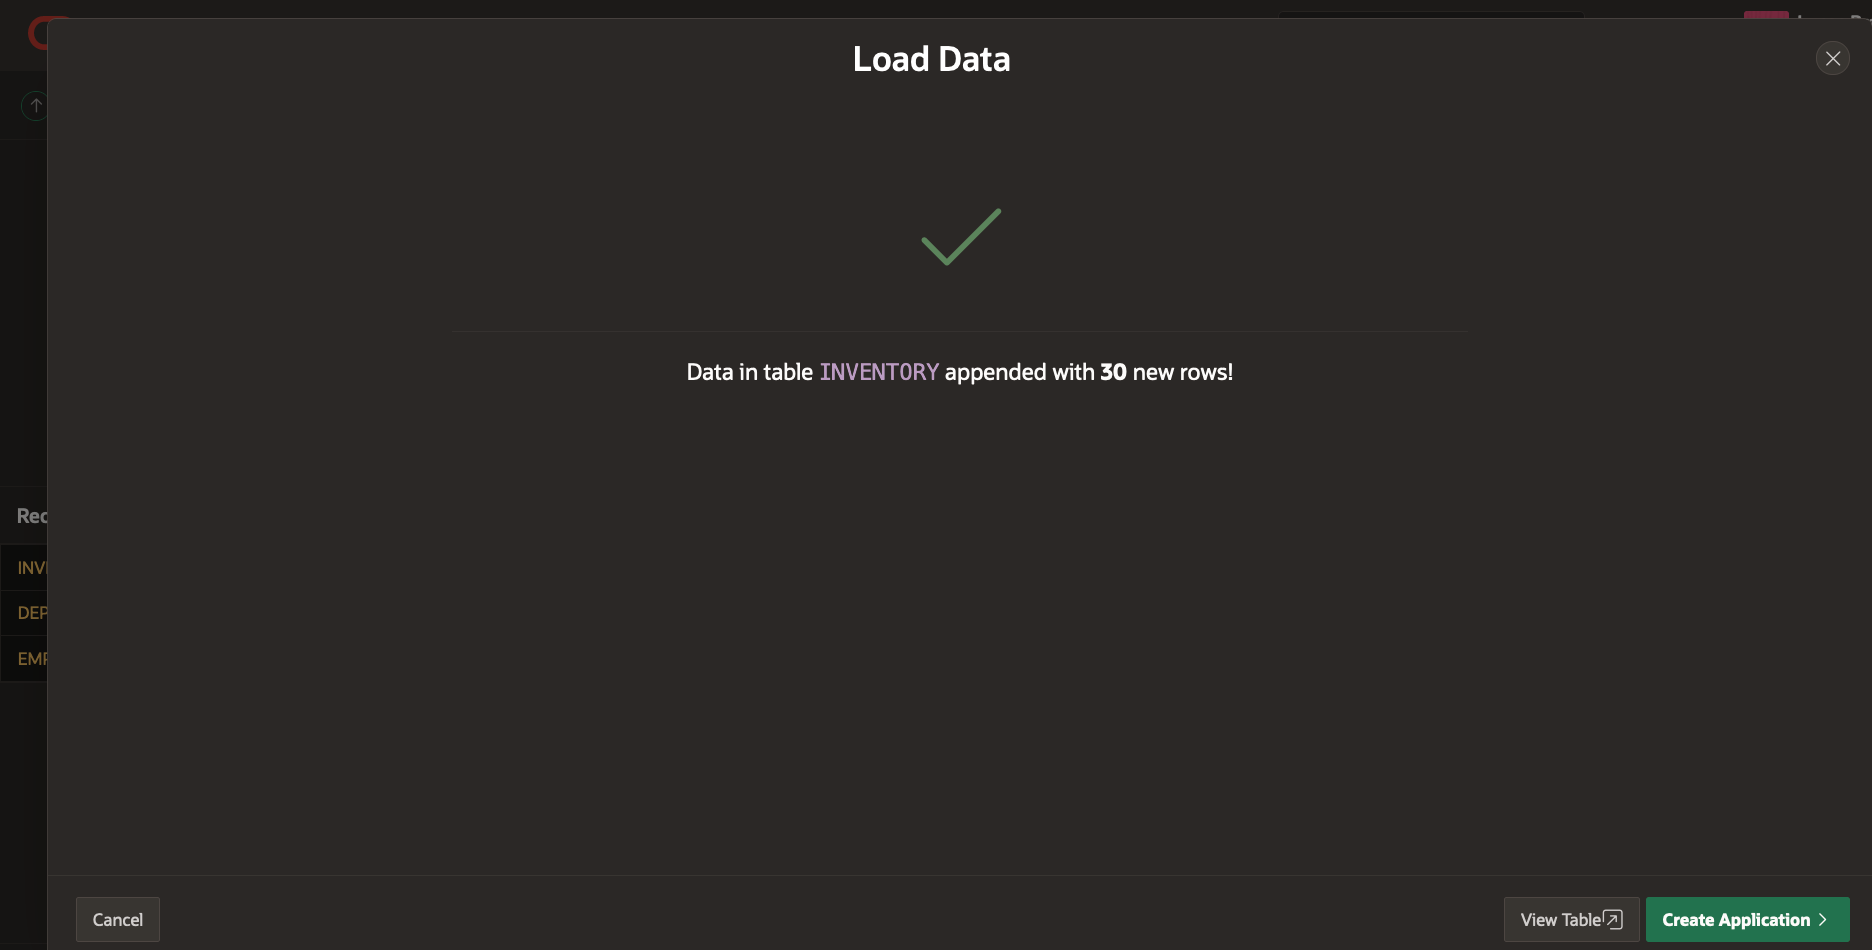 Load Data
Data in table INVENTORY appended with 30 new rows!
Rec
INV
DEP
EMP
Cancel
View Table
Create Application